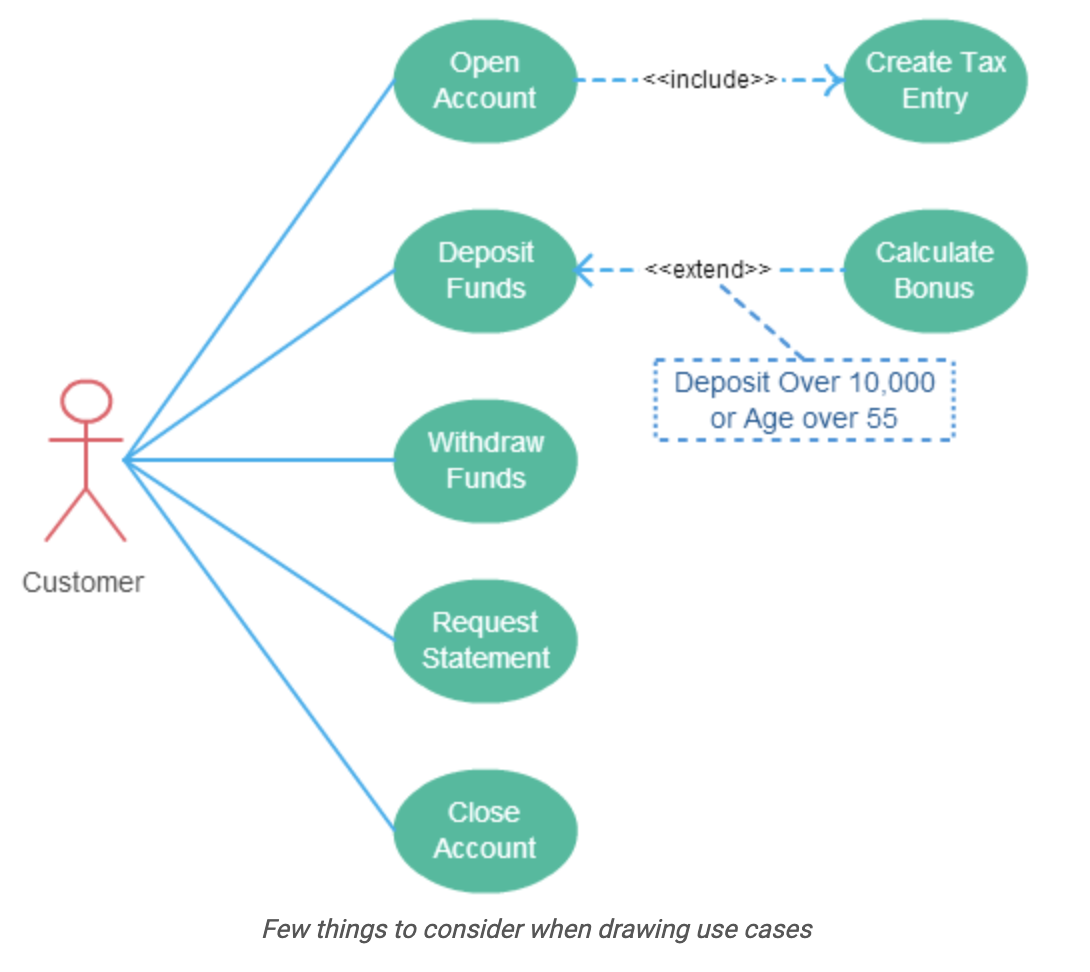 Open
Account
<<include>>
Create Tax
Entry
Deposit
Funds
<<extend>>
Calculate
Bonus
Deposit Over 10,000
or Age over 55
Withdraw
Funds
Customer
Request
Statement
Close
Account
Few things to consider when drawing use cases